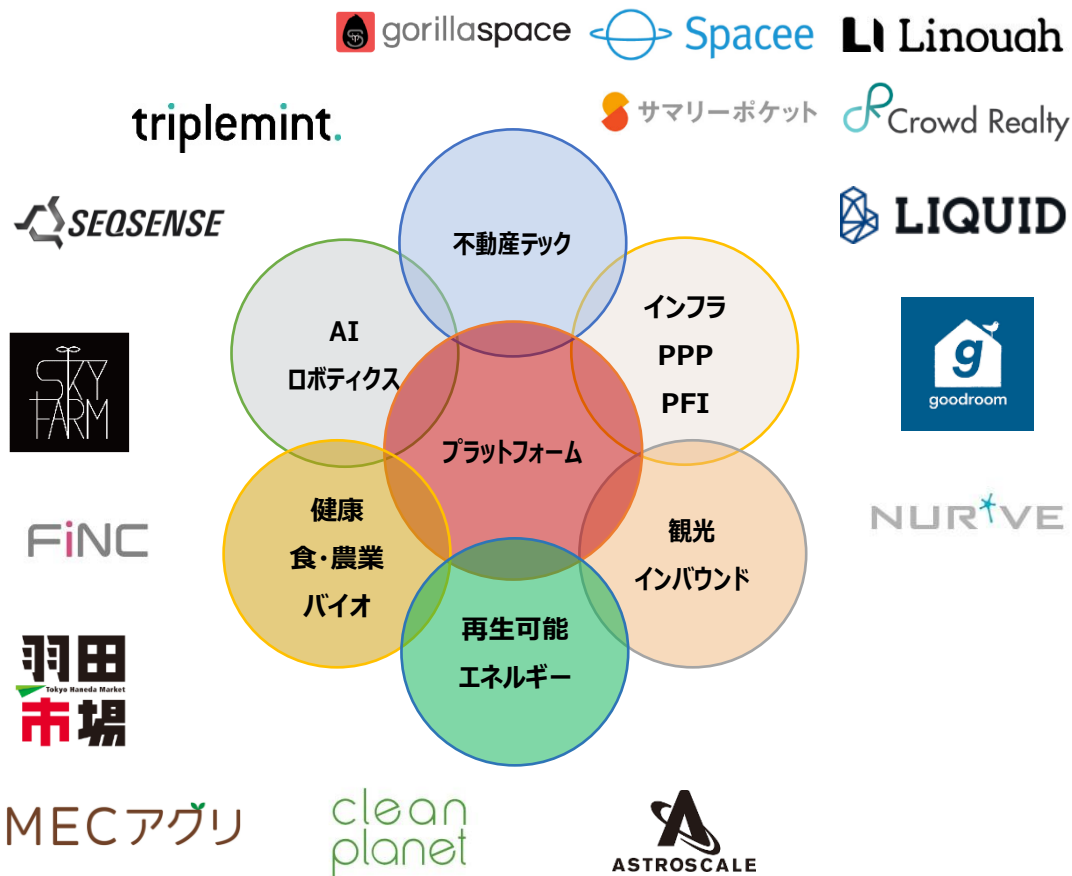 gorillaspace
Spacee
LI Linouah
triplemint.
サマリーポケット
Crowd Realty
SEQSENSE
LIQUID
不動産テック
AI
ロボティクス
インフラ
PPP
PFI
SKY
FARM
g
goodroom
プラットフォーム
健康
食・農業
バイオ
観光
インバウンド
FiNC
NURVE
再生可能
エネルギー
羽田
Tokyo Haneda Market
市場
MECアグリ
clean
planet
ASTROSCALE